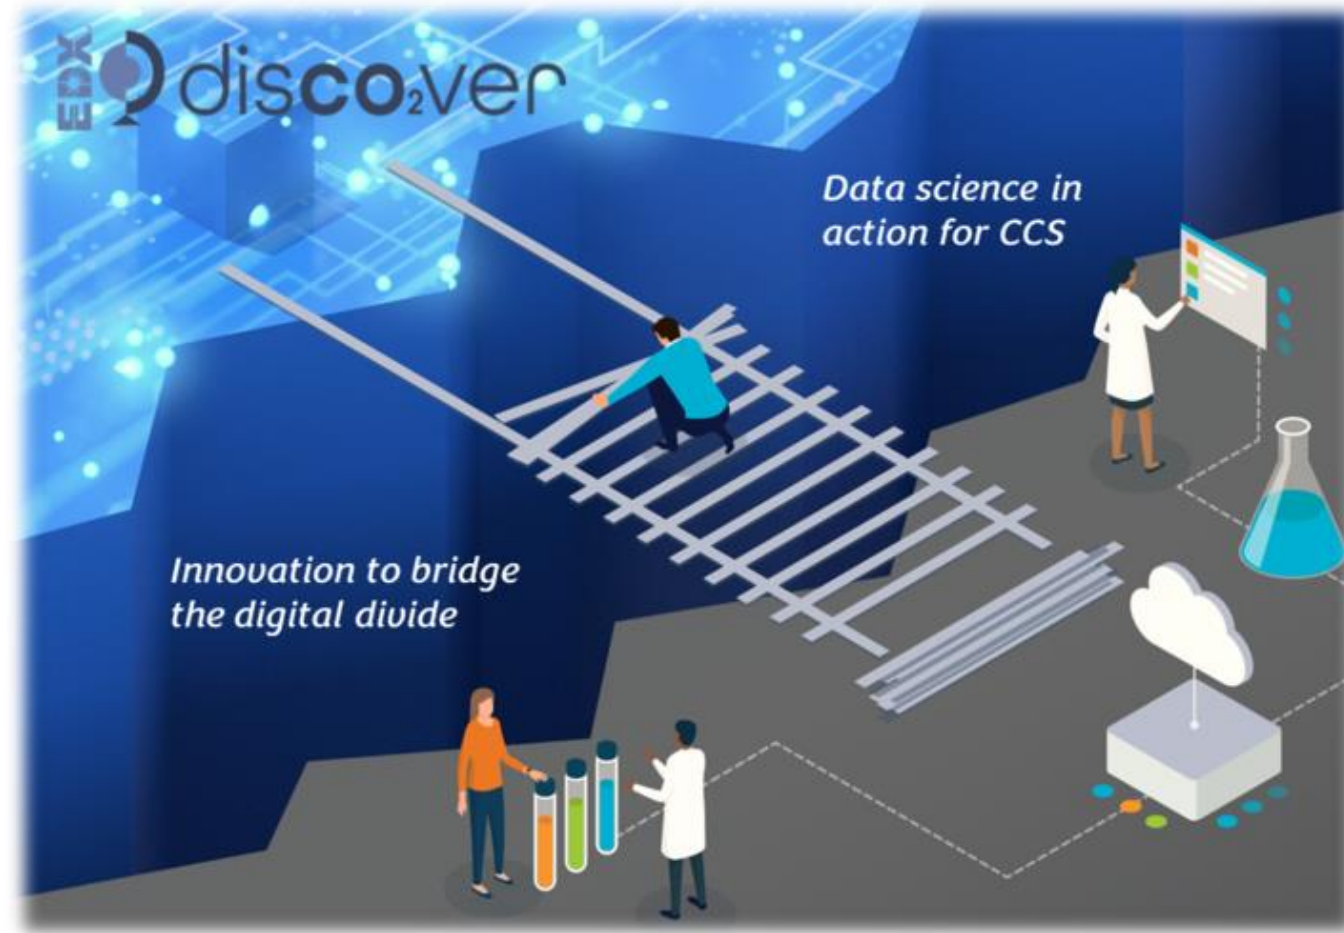 EDX disco₂ver
Data science in
action for CCS
Innovation to bridge
the digital divide